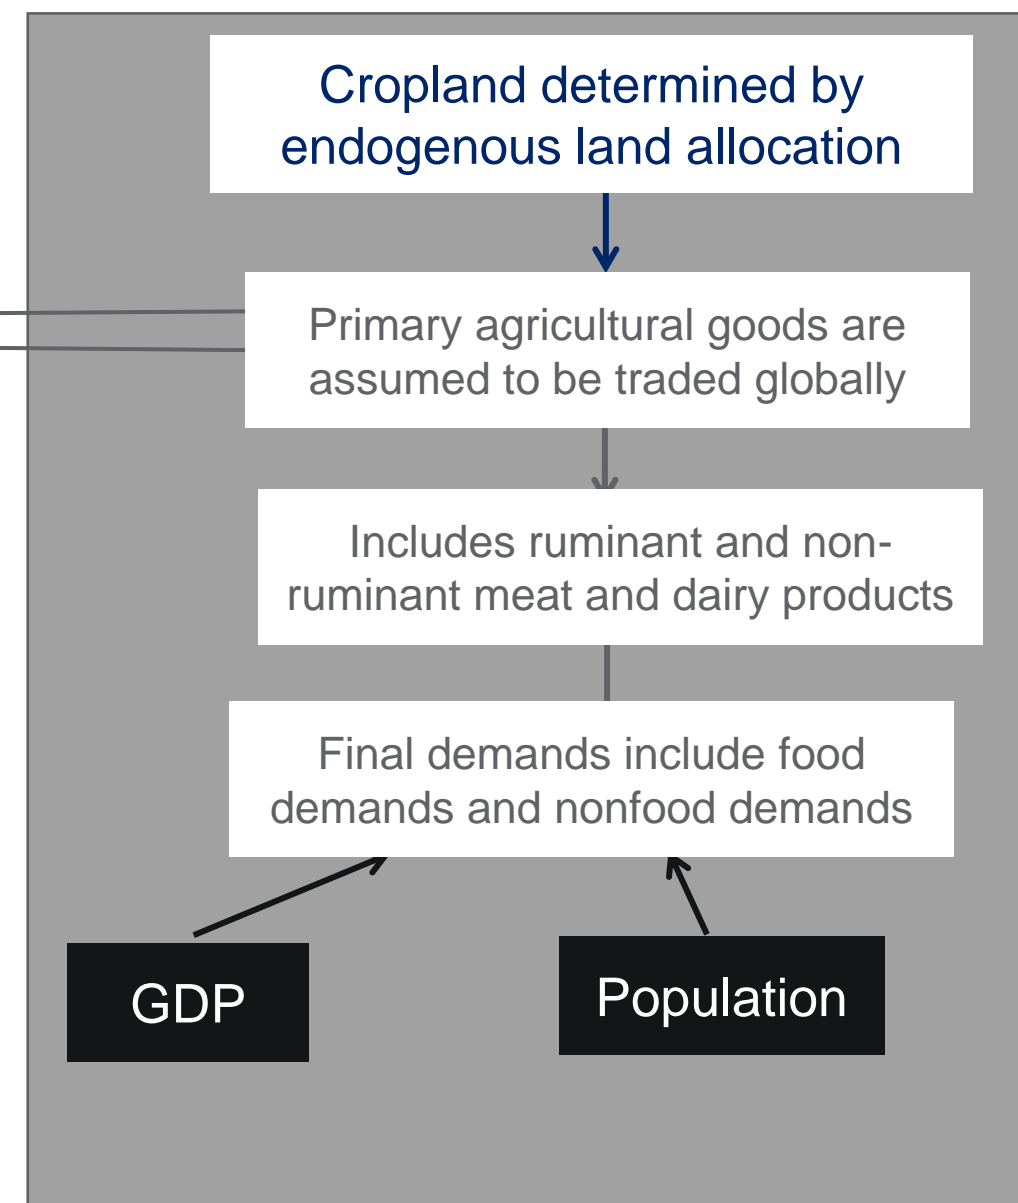 Cropland determined by
endogenous land allocation
Primary agricultural goods are
assumed to be traded globally
Includes ruminant and non-
ruminant meat and dairy products
Final demands include food
demands and nonfood demands
GDP
Population